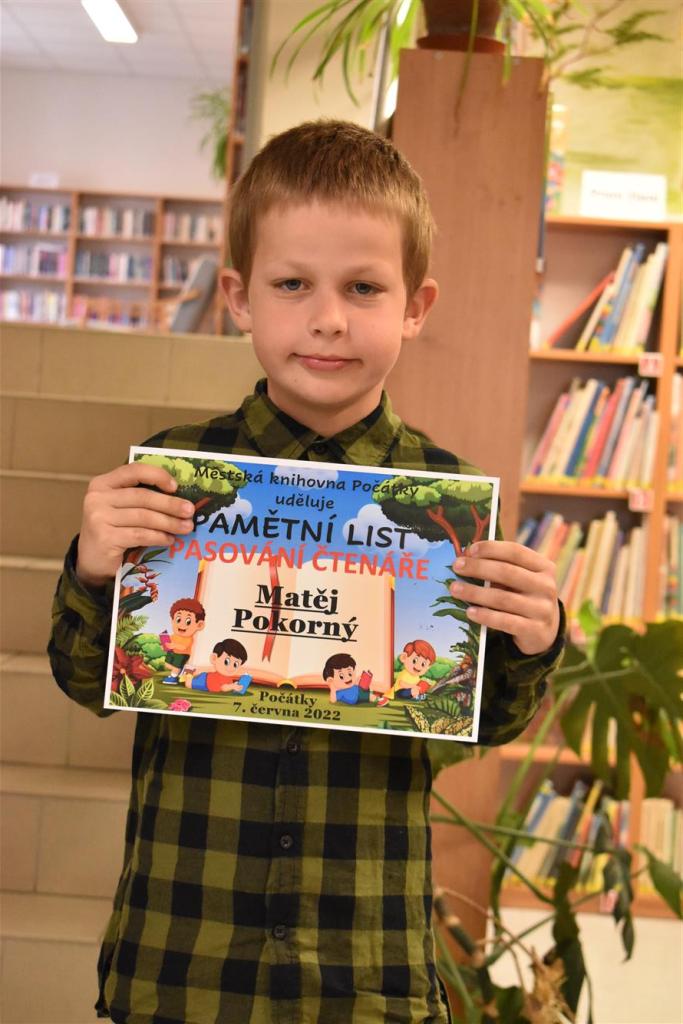 Městská knihovna Počátky
uděluje
PAMĚTNÍ LIST
PASOVÁNÍ ČTENÁŘE
Matěj
Pokorný
Počátky
7. června 2022